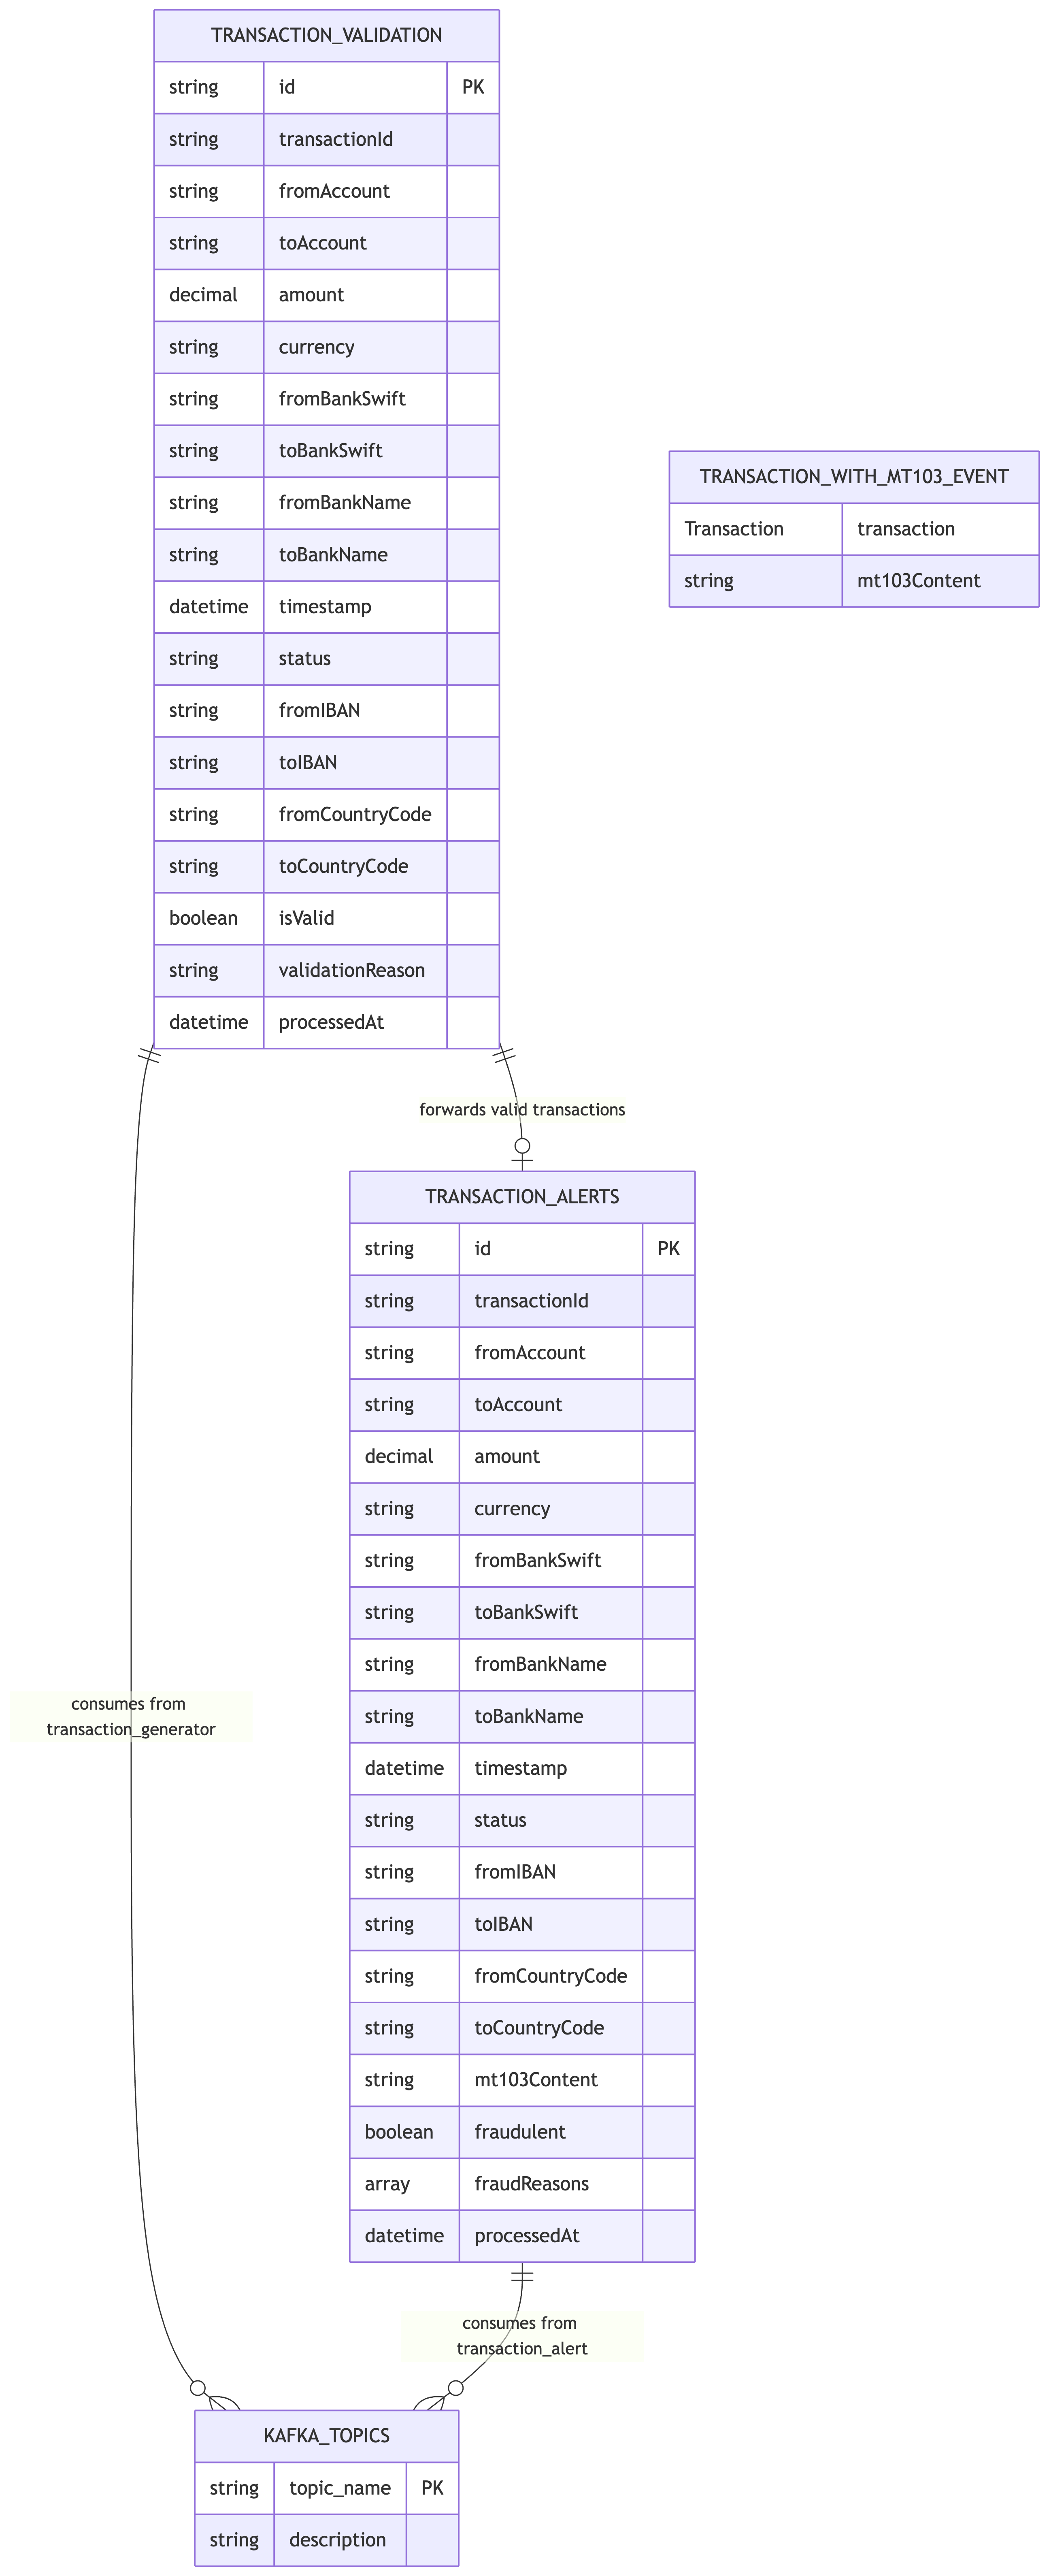 TRANSACTION_VALIDATION
string id PK
string transactionId
string fromAccount
string toAccount
decimal amount
string currency
string fromBankSwift
string toBankSwift
string fromBankName
string toBankName
datetime timestamp
string status
string fromIBAN
string toIBAN
string fromCountryCode
string toCountryCode
boolean isValid
string validationReason
datetime processedAt
TRANSACTION_WITH_MT103_EVENT
Transaction transaction
string mt103Content
forwards valid transactions
TRANSACTION_ALERTS
string id PK
string transactionId
string fromAccount
string toAccount
decimal amount
string currency
string fromBankSwift
string toBankSwift
string fromBankName
string toBankName
datetime timestamp
string status
string fromIBAN
string toIBAN
string fromCountryCode
string toCountryCode
string mt103Content
boolean fraudulent
array fraudReasons
datetime processedAt
consumes from
transaction_generator
consumes from
transaction_alert
KAFKA_TOPICS
string topic_name PK
string description